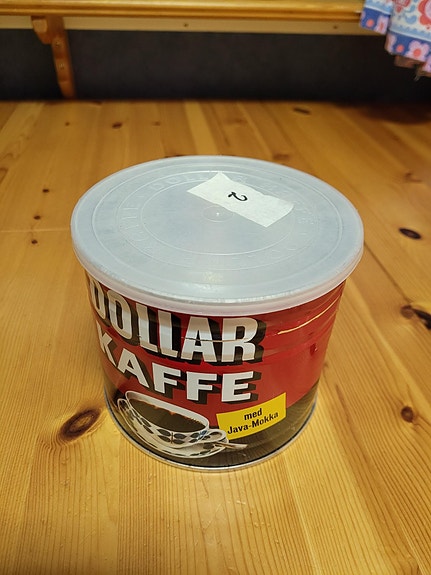 2
DOLLAR
KAFFE
med
Java-Mokka